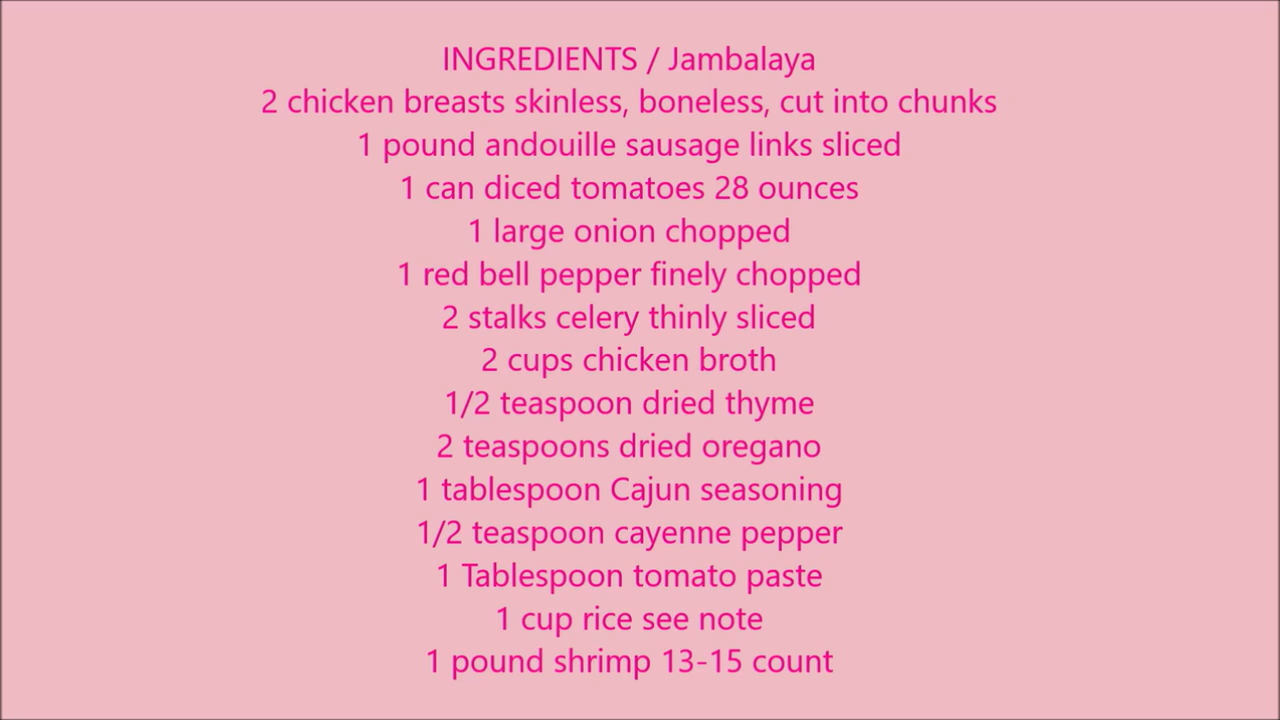 INGREDIENTS / Jambalaya
2 chicken breasts skinless, boneless, cut into chunks
1 pound andouille sausage links sliced
1 can diced tomatoes 28 ounces
1 large onion chopped
1 red bell pepper finely chopped
2 stalks celery thinly sliced
2 cups chicken broth
1/2 teaspoon dried thyme
2 teaspoons dried oregano
1 tablespoon Cajun seasoning
1/2 teaspoon cayenne pepper
1 Tablespoon tomato paste
1 cup rice see note
1 pound shrimp 13-15 count